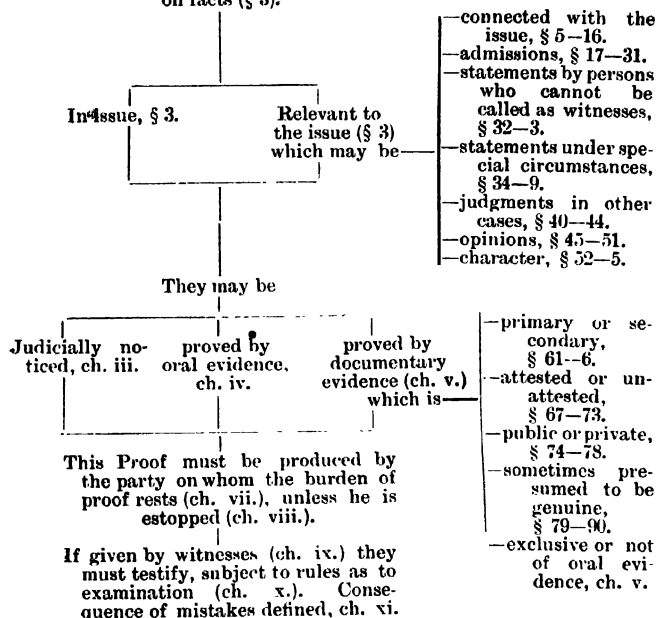 on facts (§ 3).
In Issue, § 3.
Relevant to
the issue (§ 3)
which may be
—connected with the
issue, § 5—16.
—admissions, § 17—31.
—statements by persons
who cannot be
called as witnesses,
§ 32—3.
—statements under spe-
cial circumstances,
§ 34—9.
—judgments in other
cases, § 40—44.
—opinions, § 45—51.
—character, § 52—5.
They may be
Judicially no-
ticed, ch. iii.
proved by
oral evidence,
ch. iv.
proved by
documentary
evidence (ch. v.)
which is
—primary or se-
condary,
§ 61—6.
—attested or un-
attested,
§ 67—73.
—public or private,
§ 74—78.
—sometimes pre-
sumed to be
genuine,
§ 79—90.
—exclusive or not
of oral evi-
dence, ch. v.
This Proof must be produced by
the party on whom the burden of
proof rests (ch. vii.), unless he is
estopped (ch. viii.).
If given by witnesses (ch. ix.) they
must testify, subject to rules as to
examination (ch. x.). Conse-
quence of mistakes defined, ch. xi.